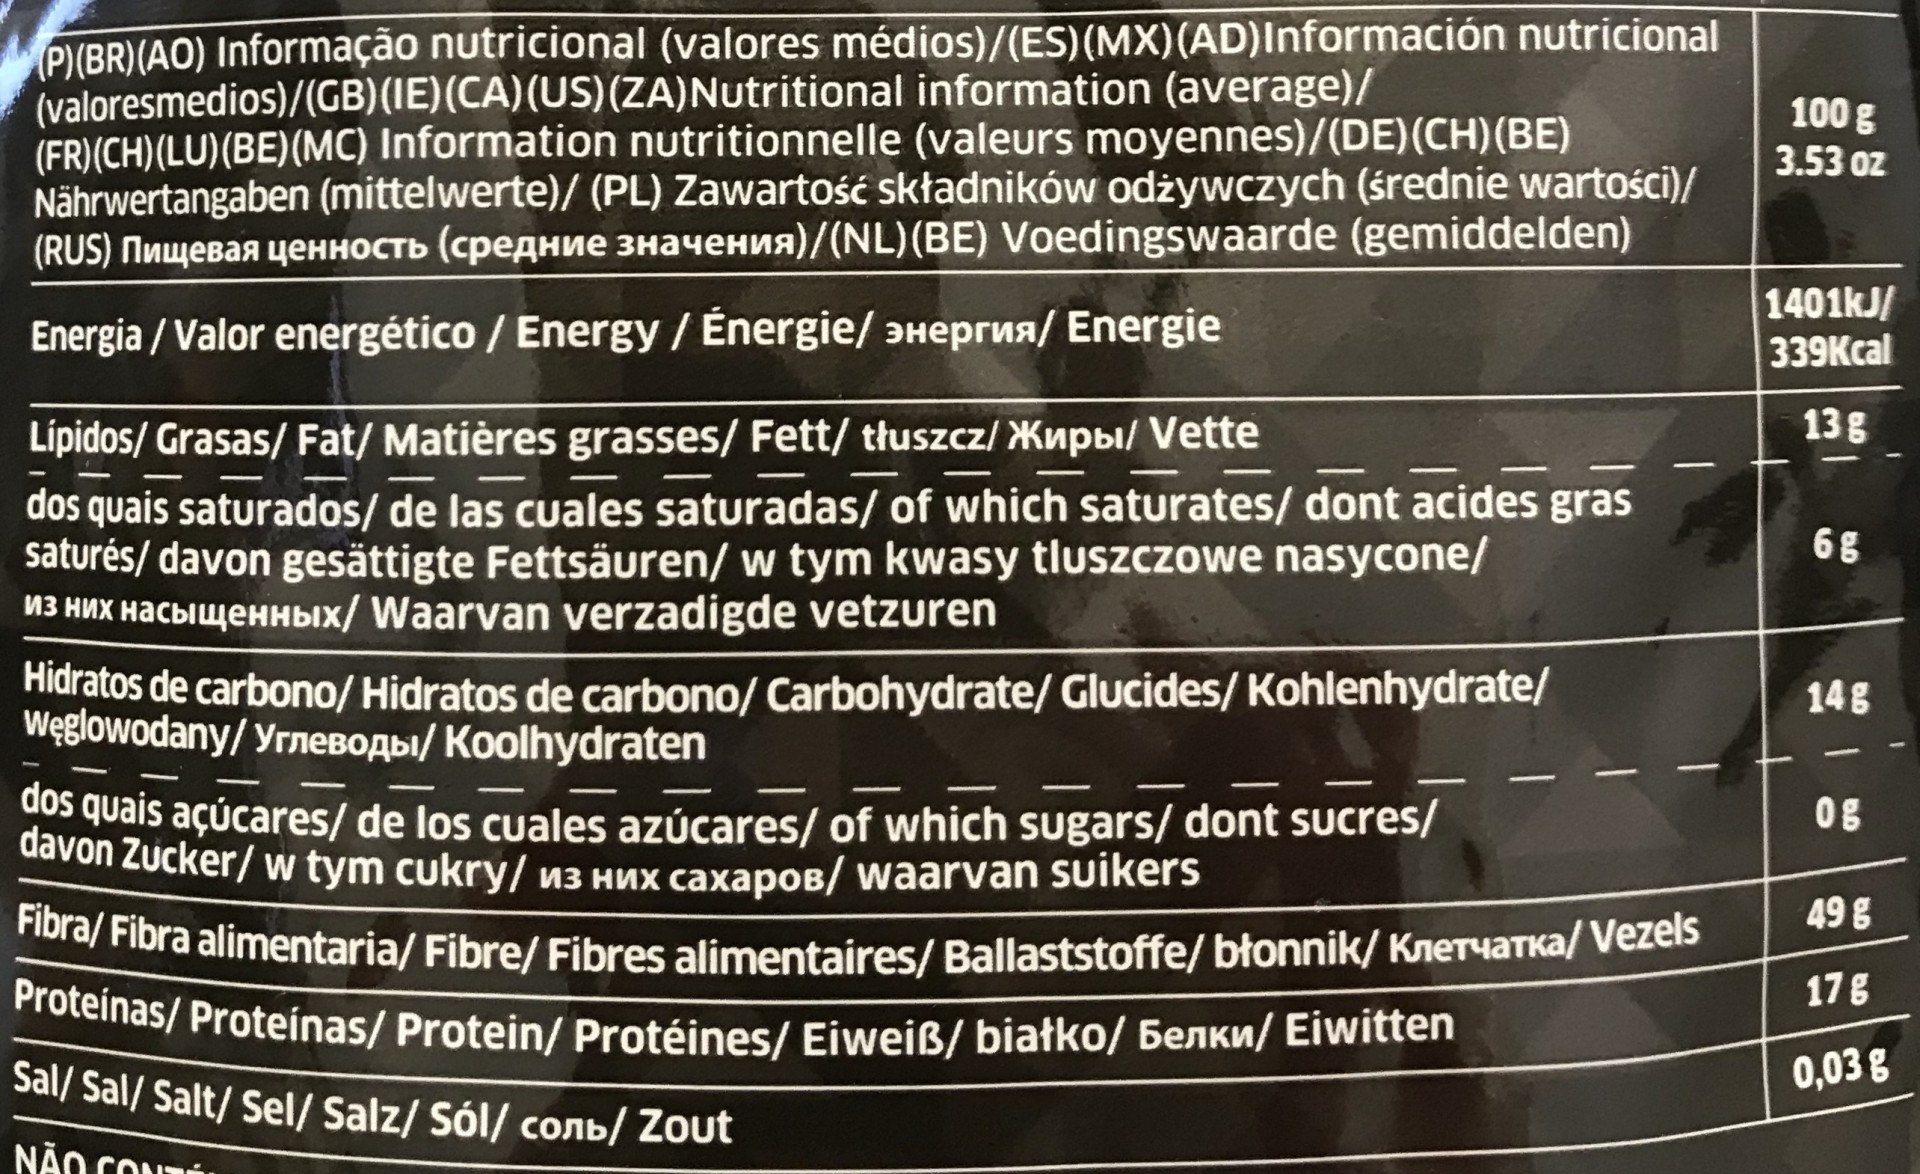 (P)(BR)(AO) Informação nutricional (valores médios)/(ES)(MX)(AD)Información nutricional
(valoresmedios)/(GB)(IE)(CA)(US)(ZA)Nutritional information (average)/
(FR)(CH)(LU)(BE)(MC) Information nutritionnelle (valeurs moyennes)/(DE)(CH)(BE)
Nährwertangaben (mittelwerte)/ (PL) Zawartość składników odżywczych (średnie wartości)/
(RUS) Пищевая ценность (средние значения)/(NL)(BE) Voedingswaarde (gemiddelden)
100 g
3.53 oz
Energia / Valor energético / Energy / Énergie/ энергия/ Energie
1401kJ/
339Kcal
Lípidos/ Grasas/ Fat/ Matières grasses/ Fett/ tłuszcz/ Жиры/ Vette
13 g
dos quais saturados/ de las cuales saturadas/ of which saturates/ dont acides gras
saturés/ davon gesättigte Fettsäuren/ w tym kwasy tluszczowe nasycone/
из них насыщенных/ Waarvan verzadigde vetzuren
6 g
Hidratos de carbono/ Hidratos de carbono/ Carbohydrate/ Glucides/ Kohlenhydrate/
Węglowodany/ Углеводы/ Koolhydraten
14 g
dos quais açúcares/ de los cuales azúcares/ of which sugars/ dont sucres/
davon Zucker/ w tym cukry/ из них сахаров/ waarvan suikers
0 g
Fibra/ Fibra alimentaria/ Fibre/ Fibres alimentaires/ Ballaststoffe/ błonnik/ Клетчатка/ Vezels
49 g
Proteínas/ Proteínas/ Protein/ Protéines/ Eiweiß/ białko/ Белки/ Eiwitten
17 g
Sal/ Sal/ Salt/ Sel/ Salz/ Sól/ соль/ Zout
0,03 g
NÃO